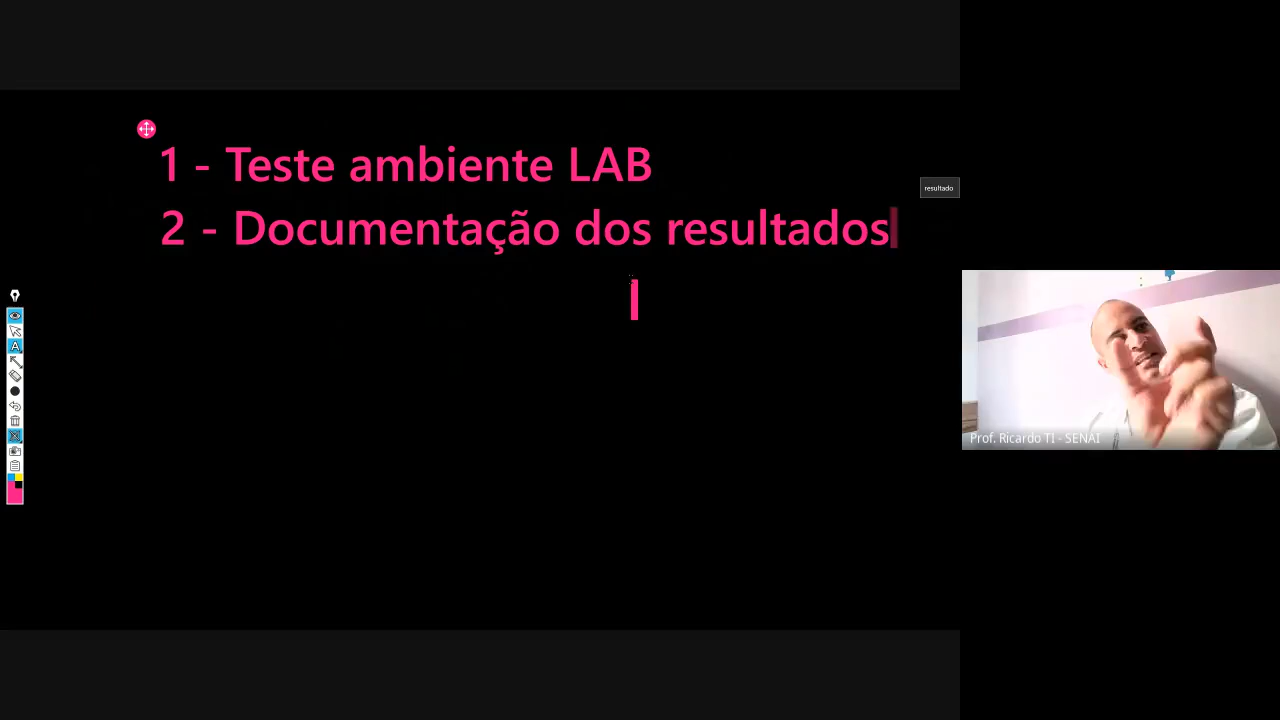 1 - Teste ambiente LAB
resultado
2 - Documentação dos resultados
Prof. Ricardo TI - SENAI